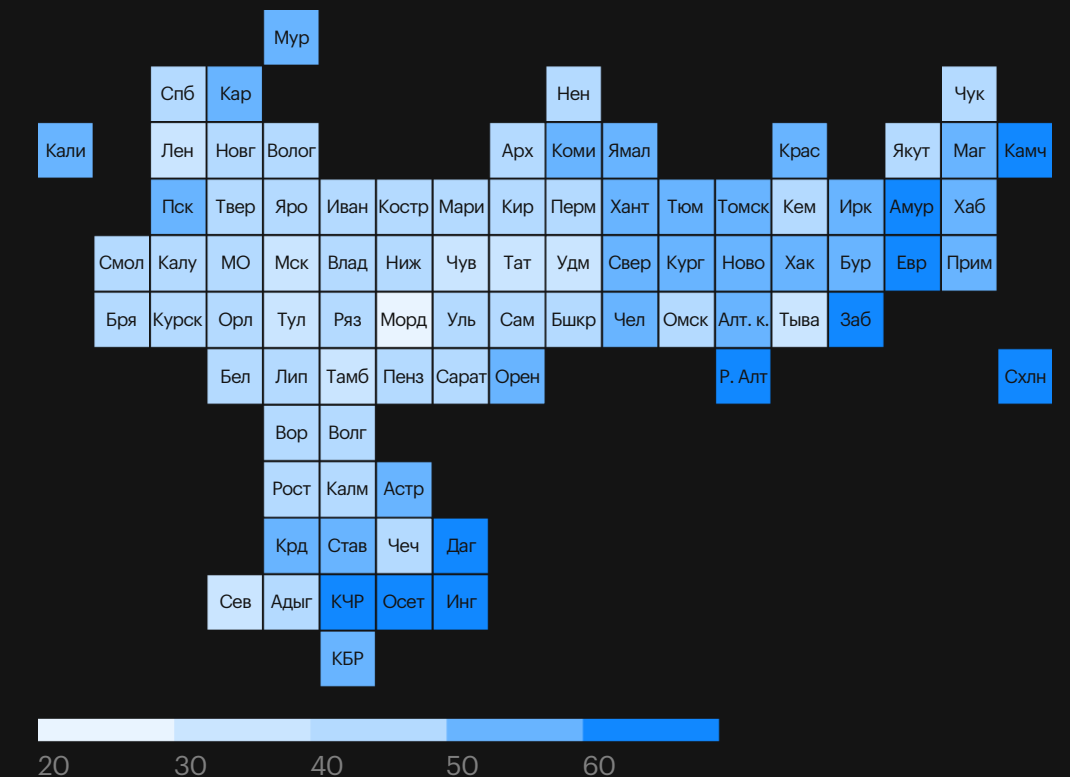 Мур
Спб Кар Нен Чук
Кали Лен Новг Волог Арх Коми Ямал Крас Якут Маг Камч
Пск Твер Яро Иван Костр Мари Кир Перм Хант Тюм Томск Кем Ирк Амур Хаб
Смол Калу МО Мск Влад Ниж Чув Тат Удм Свер Кург Ново Хак Бур Евр Прим
Бря Курск Орл Тул Ряз Морд Уль Сам Бшкр Чел Омск Алт. к. Тыва Заб
Бел Лип Тамб Пенз Сарат Орен Р. Алт Схлн
Вор Волг
Рост Калм Астр
Крд Став Чеч Даг
Сев Адыг КЧР Осет Инг
КБР
20 30 40 50 60